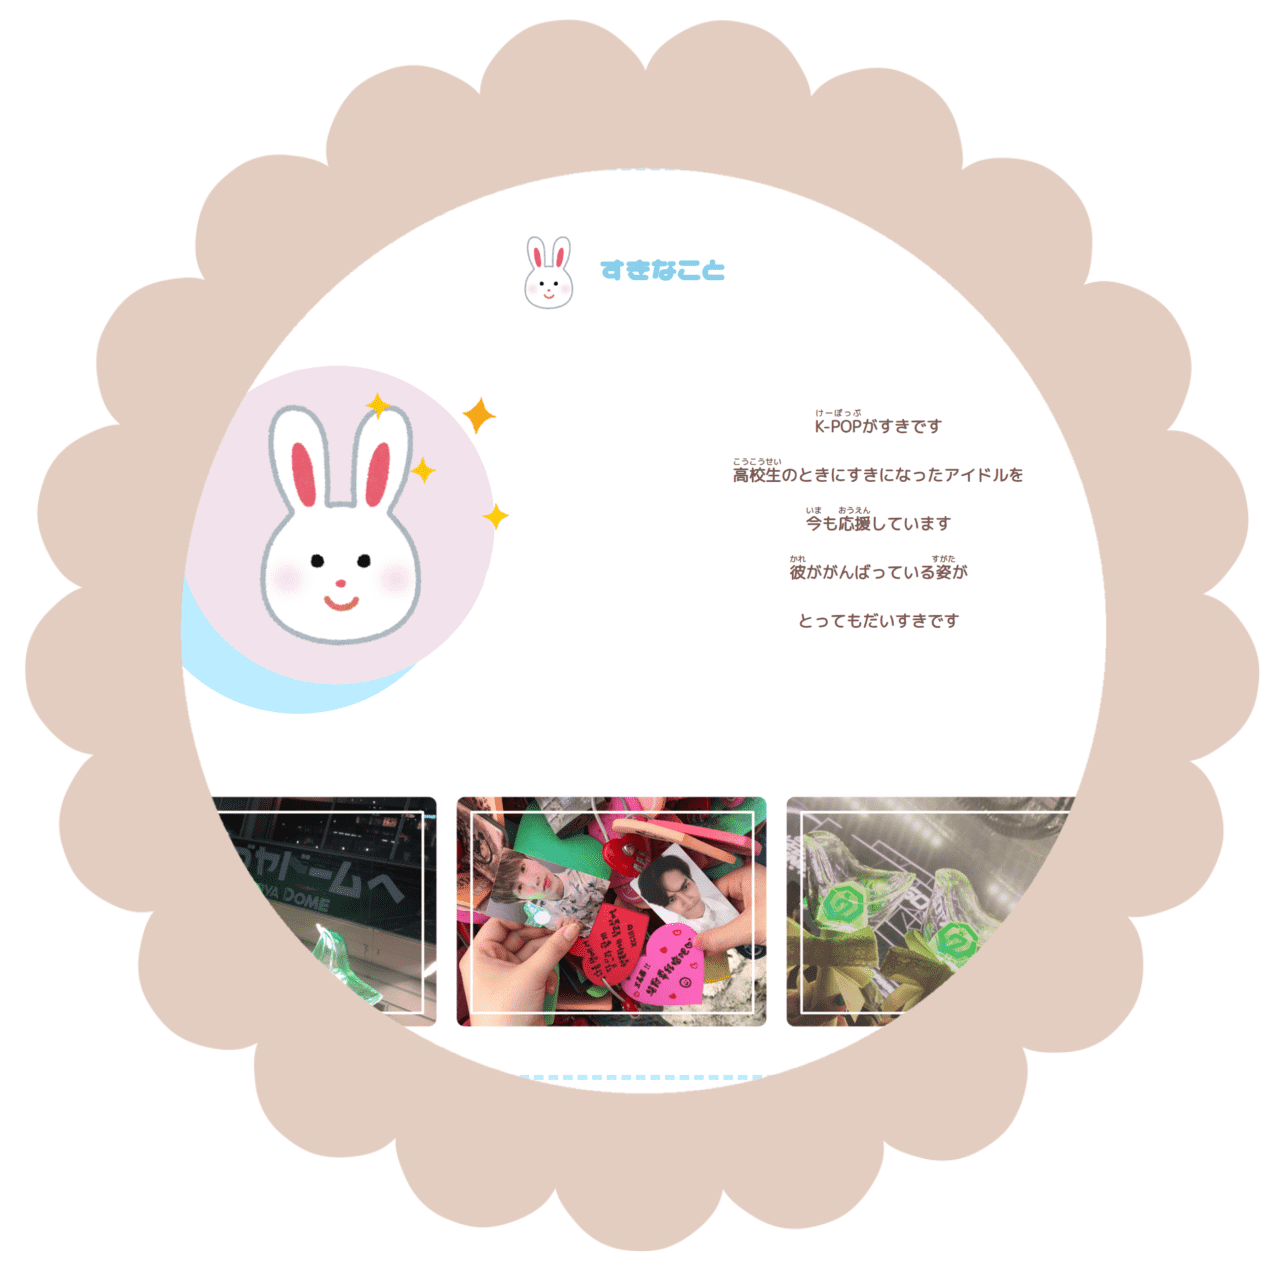 すきなこと
けーぽっぷ
K-POPがすきです
こうこうせい
高校生のときにすきになったアイドルを
いま おうえん
今も応援しています
かれ すがた
彼ががんばっている姿が
とってもだいすきです
ヤドームへ
YA DOME